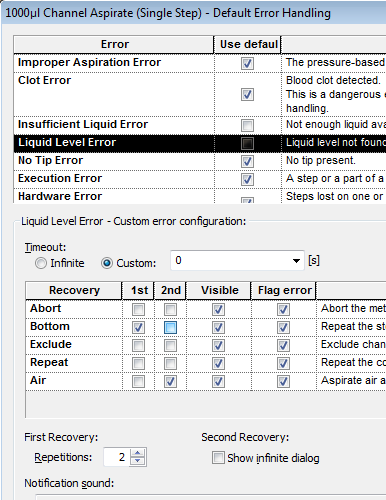 1000µl Channel Aspirate (Single Step) - Default Error Handling
Error Use defaul
Improper Aspiration Error The pressure-based
Clot Error Blood clot detected.
This is a dangerous
handling.
Insufficient Liquid Error Not enough liquid ava
Liquid Level Error Liquid level not found
No Tip Error No tip present.
Execution Error A step or a part of a
Hardware Error Steps lost on one or
Liquid Level Error - Custom error configuration:
Timeout:
Infinite Custom: 0 [s]
Recovery 1st 2nd Visible Flag error
Abort Abort the met
Bottom Repeat the st
Exclude Exclude chan
Repeat Repeat the co
Air Aspirate air a
First Recovery: Second Recovery:
Repetitions: 2 Show infinite dialog
Notification sound: